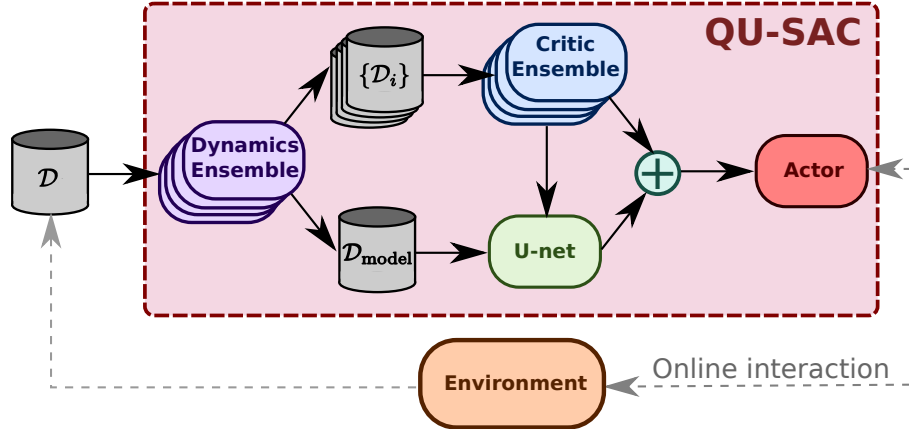 QU-SAC
Critic
Ensemble
{𝒟ᵢ}
Dynamics
Ensemble
𝒟
Actor
𝒟model
U-net
Online interaction
Environment